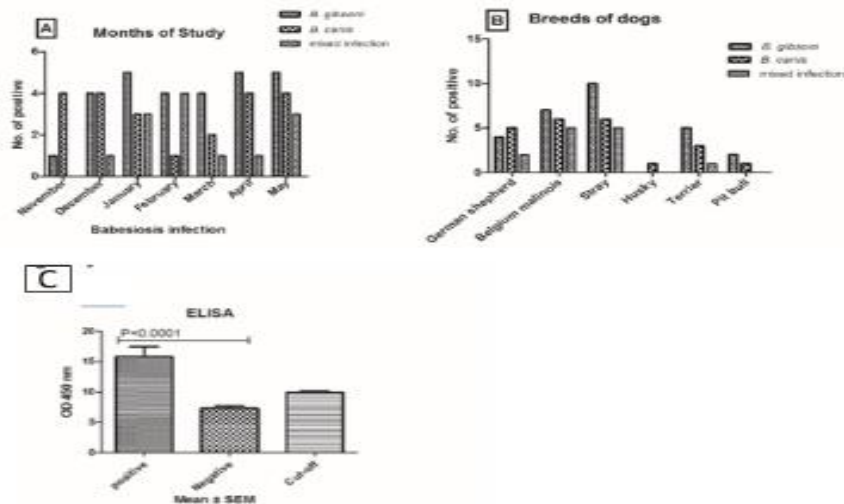 A
Months of Study
B. gibsoni
B. canis
mixed infection
No. of positive
6
4
2
0
November
December
January
February
March
April
May
Babesiosis infection
B
Breeds of dogs
B. gibsoni
B. canis
mixed infection
No. of positive
15
10
5
0
German shepherd
Belgium malinois
Stray
Husky
Terrier
Pit bull
C
ELISA
P<0.0001
OD 450 nm
20
15
10
5
0
positive
Negative
Cut-off
Mean ± SEM